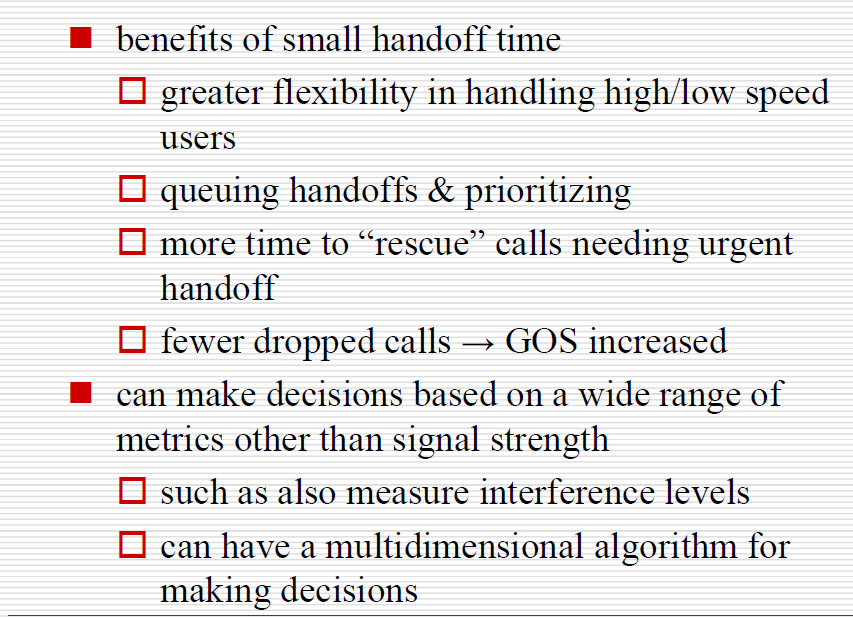 benefits of small handoff time
greater flexibility in handling high/low speed
users
queuing handoffs & prioritizing
more time to “rescue” calls needing urgent
handoff
fewer dropped calls → GOS increased
can make decisions based on a wide range of
metrics other than signal strength
such as also measure interference levels
can have a multidimensional algorithm for
making decisions